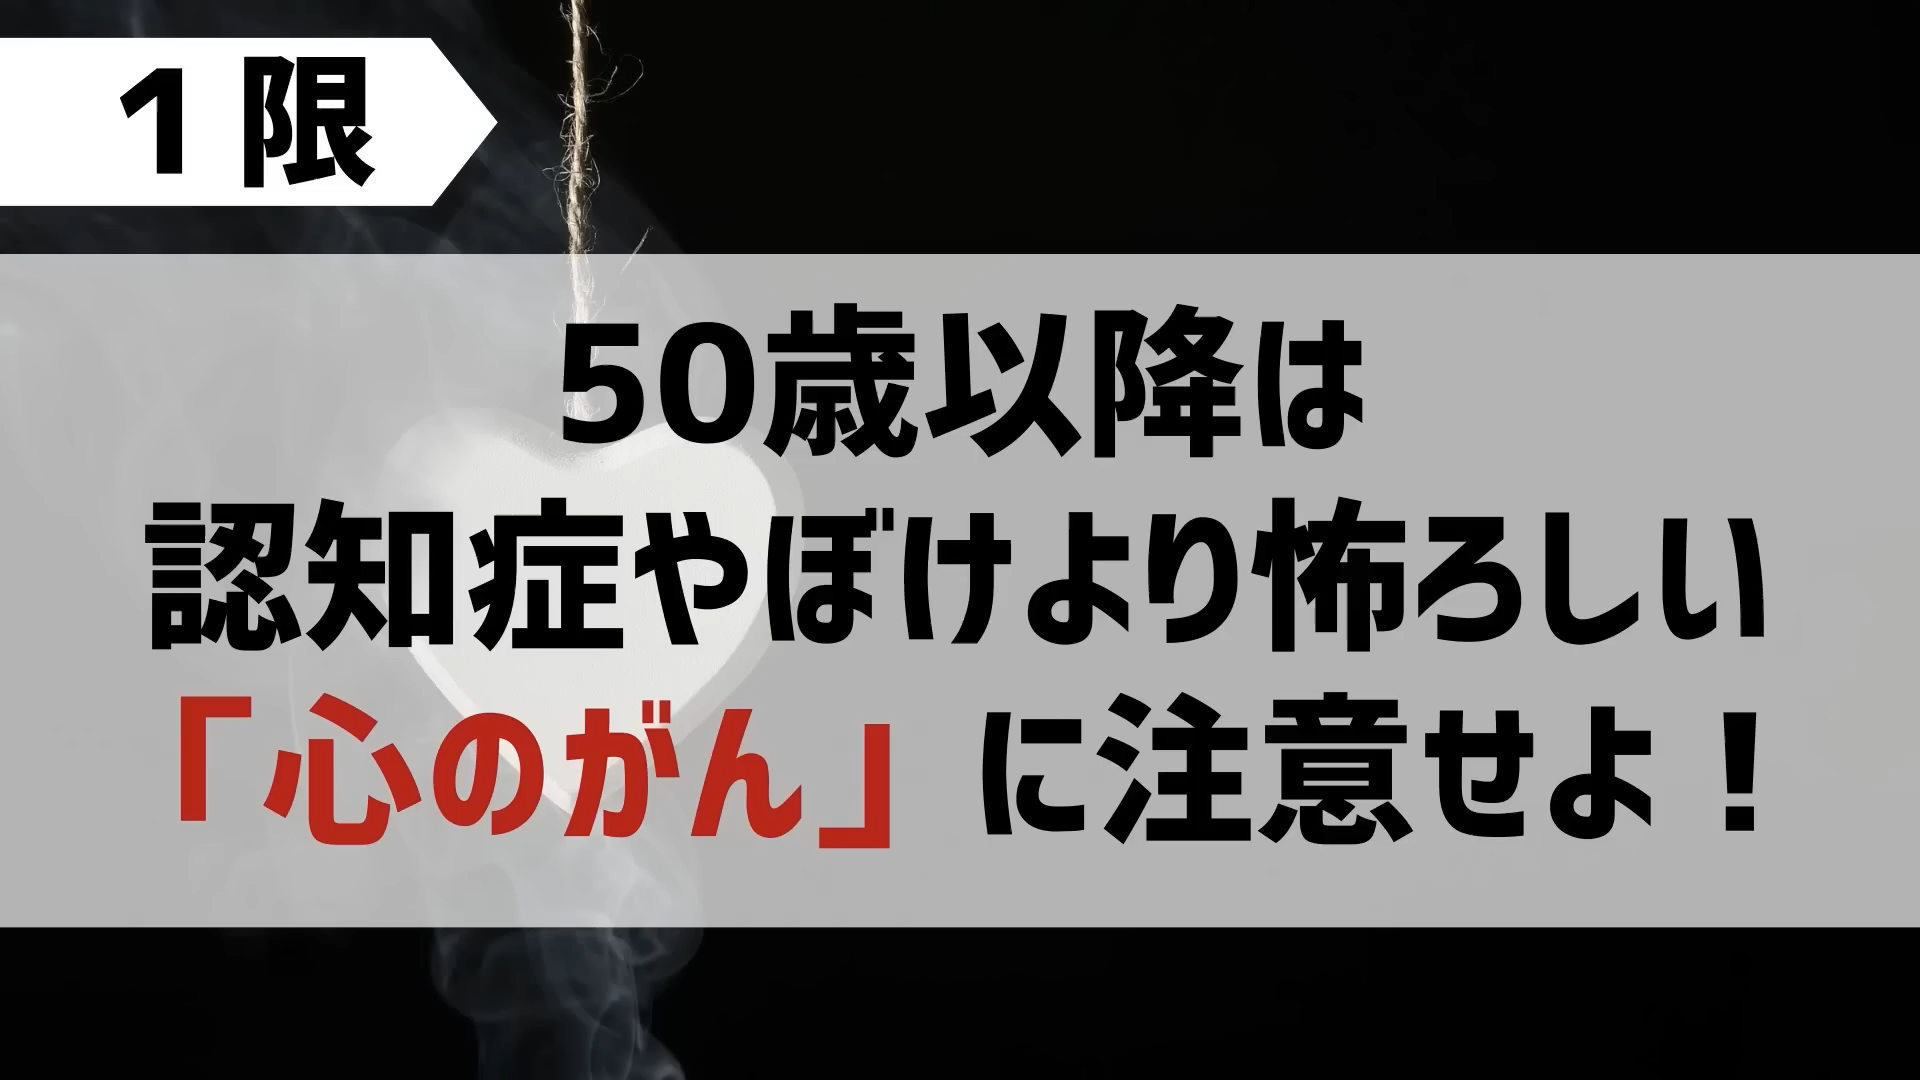 1限
50歳以降は
認知症やぼけより怖ろしい
「心のがん」に注意せよ！